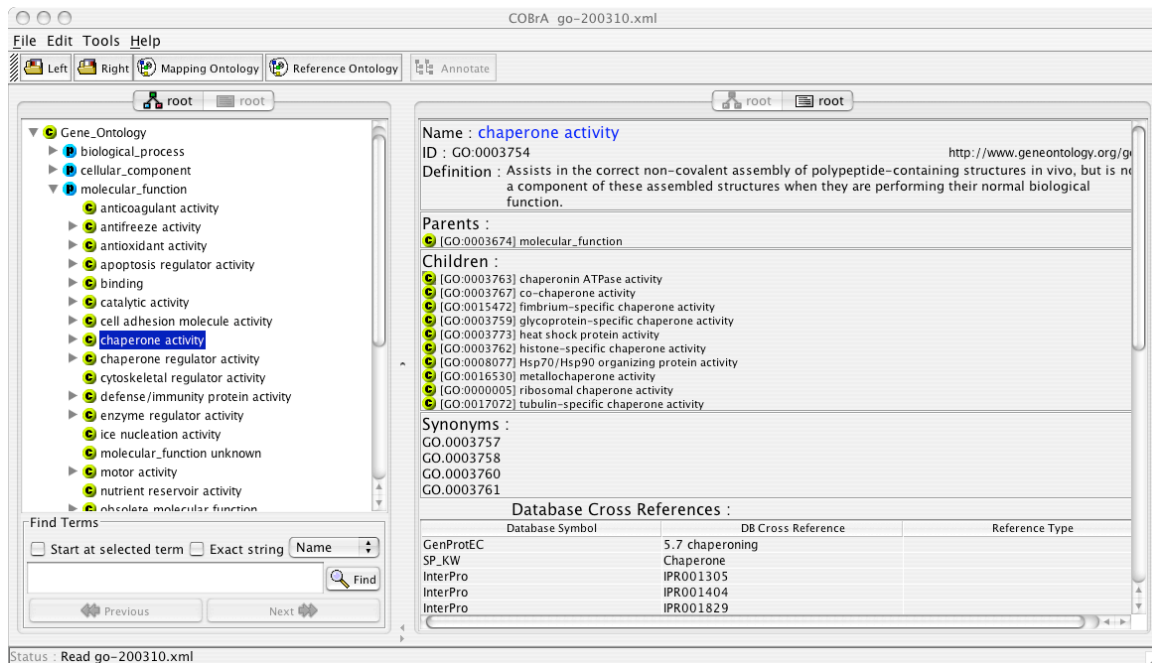 COBrA go-200310.xml
File Edit Tools Help
Left Right Mapping Ontology Reference Ontology Annotate
root root
Gene_Ontology
biological_process
cellular_component
molecular_function
anticoagulant activity
antifreeze activity
antioxidant activity
apoptosis regulator activity
binding
catalytic activity
cell adhesion molecule activity
chaperone activity
chaperone regulator activity
cytoskeletal regulator activity
defense/immunity protein activity
enzyme regulator activity
ice nucleation activity
molecular_function unknown
motor activity
nutrient reservoir activity
obsolete molecular function
Find Terms
Start at selected term Exact string Name
Find
Previous Next
root root
Name : chaperone activity
ID : GO:0003754 http://www.geneontology.org/g
Definition : Assists in the correct non-covalent assembly of polypeptide-containing structures in vivo, but is n
a component of these assembled structures when they are performing their normal biological
function.
Parents :
[GO:0003674] molecular_function
Children :
[GO:0003763] chaperonin ATPase activity
[GO:0003767] co-chaperone activity
[GO:0015472] fimbrium-specific chaperone activity
[GO:0003759] glycoprotein-specific chaperone activity
[GO:0003773] heat shock protein activity
[GO:0003762] histone-specific chaperone activity
[GO:0008077] Hsp70/Hsp90 organizing protein activity
[GO:0016530] metallochaperone activity
[GO:0000005] ribosomal chaperone activity
[GO:0017072] tubulin-specific chaperone activity
Synonyms :
GO.0003757
GO.0003758
GO.0003760
GO.0003761
Database Cross References :
Database Symbol DB Cross Reference Reference Type
GenProtEC 5.7 chaperoning
SP_KW Chaperone
InterPro IPR001305
InterPro IPR001404
InterPro IPR001829
Status : Read go-200310.xml